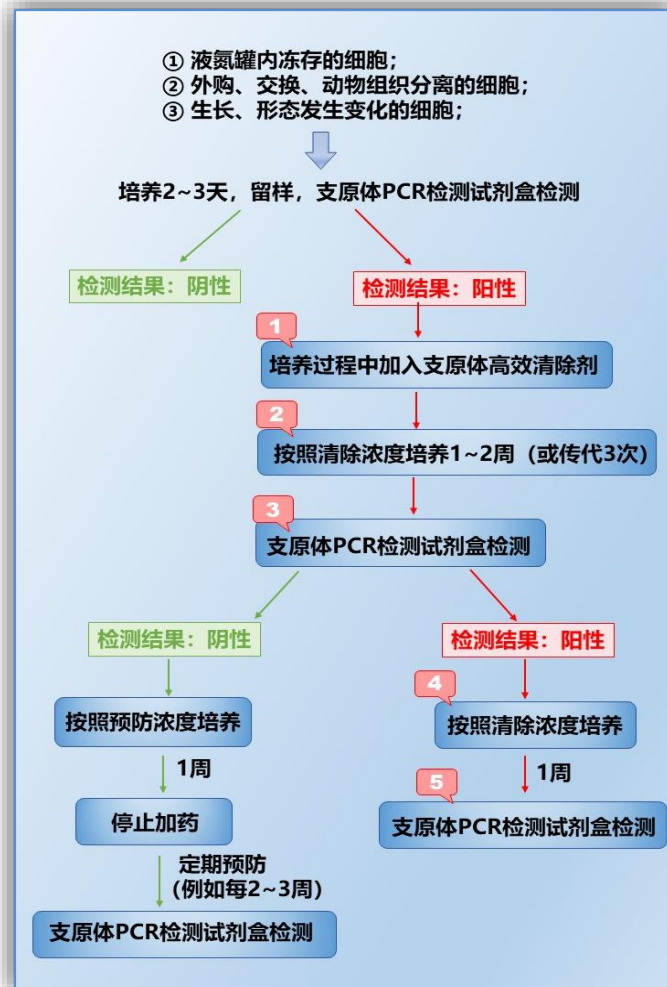 ① 液氮罐内冻存的细胞；
② 外购、交换、动物组织分离的细胞；
③ 生长、形态发生变化的细胞；
培养2~3天，留样，支原体PCR检测试剂盒检测
检测结果：阴性
检测结果：阳性
1
培养过程中加入支原体高效清除剂
2
按照清除浓度培养1~2周（或传代3次）
3
支原体PCR检测试剂盒检测
检测结果：阴性
检测结果：阳性
按照预防浓度培养
4
按照清除浓度培养
1周
1周
停止加药
5
支原体PCR检测试剂盒检测
定期预防
（例如每2~3周）
支原体PCR检测试剂盒检测